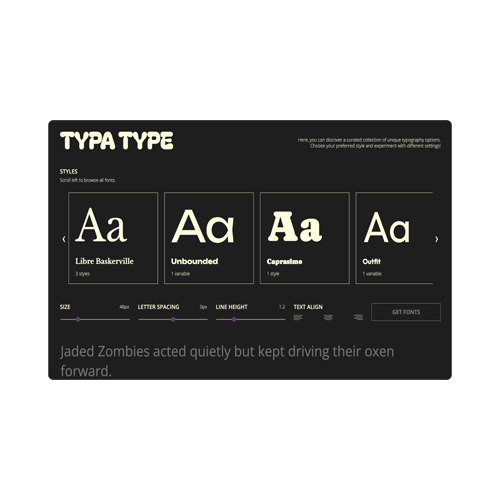 TYPA TYPE
Here, you can discover a curated collection of unique typography options.
Choose your preferred style and experiment with different settings!
STYLES
Scroll left to browse all fonts.
‹ Aa Aa Aa Aa ›
Libre Baskerville Unbounded Caprasimo Outfit
3 styles 1 variable 1 style 1 variable
SIZE 48px LETTER SPACING 0px LINE HEIGHT 1.2 TEXT ALIGN GET FONTS
Jaded Zombies acted quietly but kept driving their oxen
forward.